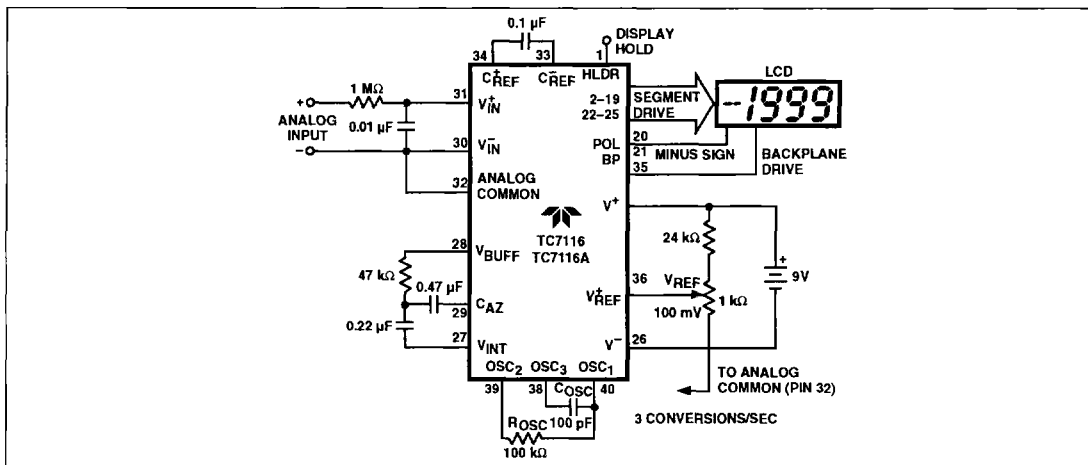 0.1 µF
34
33
1
DISPLAY
HOLD
C+REF
C–REF
HLDR
LCD
–1999
1 MΩ
31
V+IN
2–19
22–25
SEGMENT
DRIVE
+
ANALOG
INPUT
–
0.01 µF
30
V–IN
POL
20
BP
21
MINUS SIGN
35
BACKPLANE
DRIVE
32
ANALOG
COMMON
V+
TC7116
TC7116A
24 kΩ
28
VBUFF
47 kΩ
0.47 µF
CAZ
29
0.22 µF
27
VINT
36
V+REF
VREF
100 mV
1 kΩ
+
9V
V–
26
OSC2
OSC3
OSC1
39
38
COSC
40
100 pF
ROSC
100 kΩ
TO ANALOG
COMMON (PIN 32)
3 CONVERSIONS/SEC